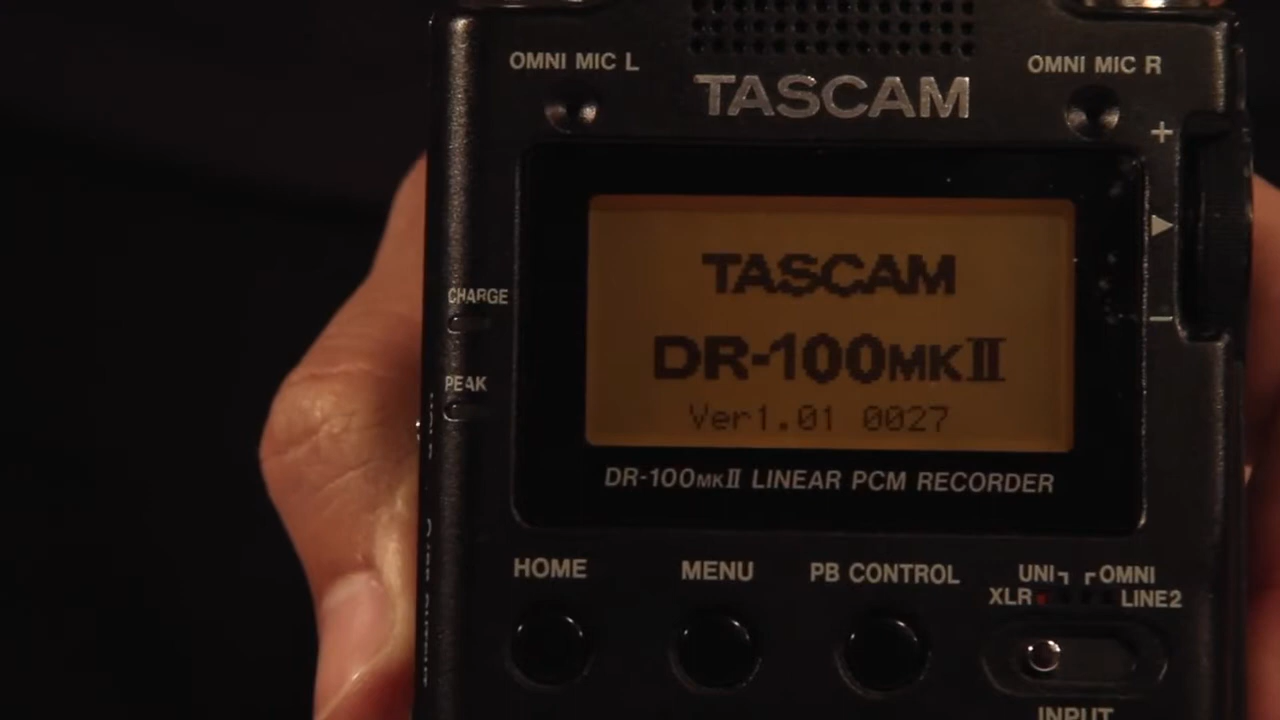 OMNI MIC L
OMNI MIC R
TASCAM
+
CHARGE
TASCAM
DR-100MKII
Ver1.01 0027
PEAK
–
DR-100MKII LINEAR PCM RECORDER
HOME
MENU
PB CONTROL
UNI
OMNI
XLR
LINE2
INPUT